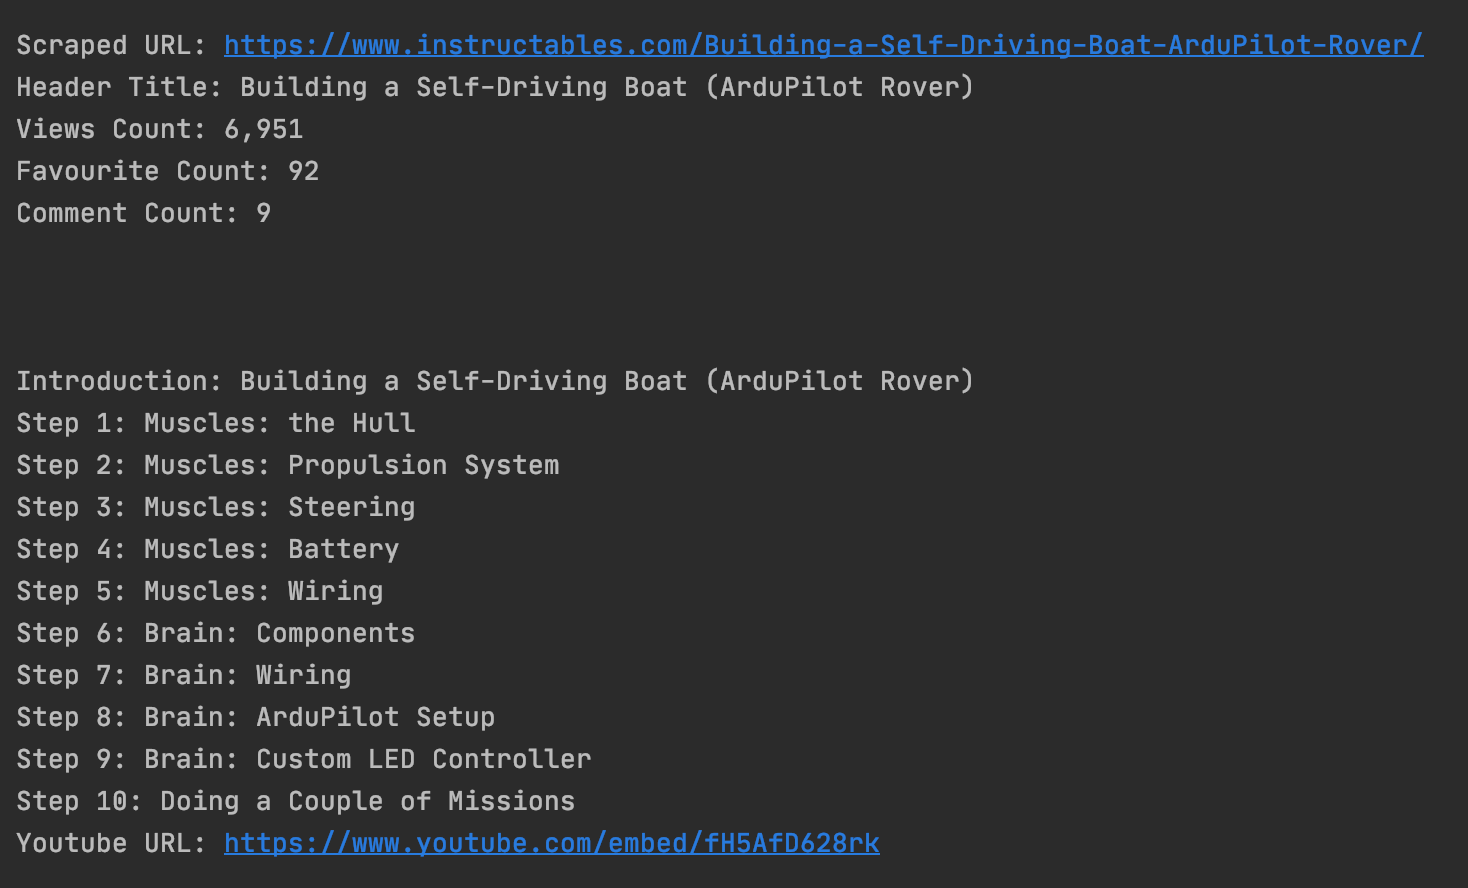 Scraped URL: https://www.instructables.com/Building-a-Self-Driving-Boat-ArduPilot-Rover/
Header Title: Building a Self-Driving Boat (ArduPilot Rover)
Views Count: 6,951
Favourite Count: 92
Comment Count: 9
Introduction: Building a Self-Driving Boat (ArduPilot Rover)
Step 1: Muscles: the Hull
Step 2: Muscles: Propulsion System
Step 3: Muscles: Steering
Step 4: Muscles: Battery
Step 5: Muscles: Wiring
Step 6: Brain: Components
Step 7: Brain: Wiring
Step 8: Brain: ArduPilot Setup
Step 9: Brain: Custom LED Controller
Step 10: Doing a Couple of Missions
Youtube URL: https://www.youtube.com/embed/fH5AfD628rk